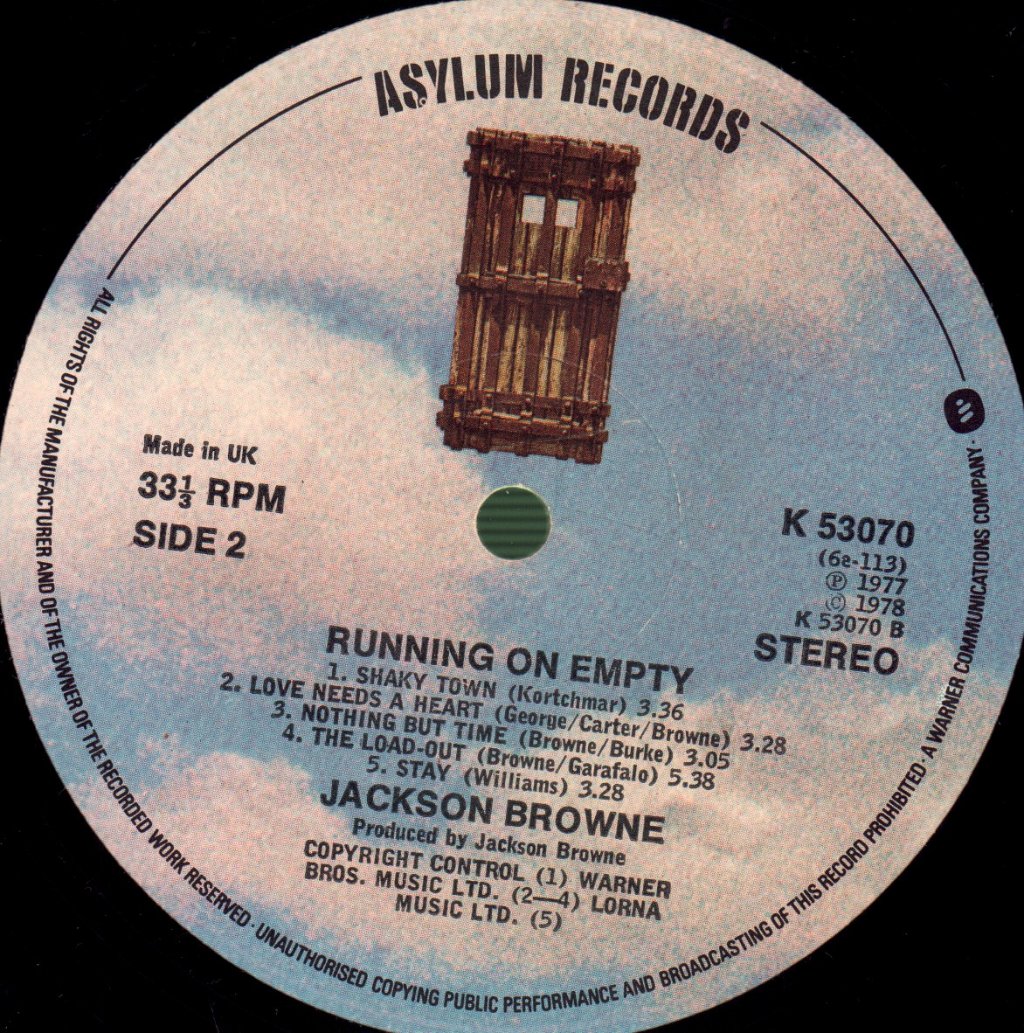 ASYLUM RECORDS
Made in UK
33⅓ RPM
SIDE 2
K 53070
(6e-113)
Ⓟ 1977
© 1978
K 53070 B
STEREO
RUNNING ON EMPTY
1. SHAKY TOWN (Kortchmar) 3.36
2. LOVE NEEDS A HEART (George/Carter/Browne) 3.28
3. NOTHING BUT TIME (Browne/Burke) 3.05
4. THE LOAD-OUT (Browne/Garafalo) 5.38
5. STAY (Williams) 3.28
JACKSON BROWNE
Produced by Jackson Browne
COPYRIGHT CONTROL (1) WARNER
BROS. MUSIC LTD. (2—4) LORNA
MUSIC LTD. (5)
ALL RIGHTS OF THE MANUFACTURER AND OF THE OWNER OF THE RECORDED WORK RESERVED · UNAUTHORISED COPYING PUBLIC PERFORMANCE AND BROADCASTING OF THIS RECORD PROHIBITED · A WARNER COMMUNICATIONS COMPANY ·